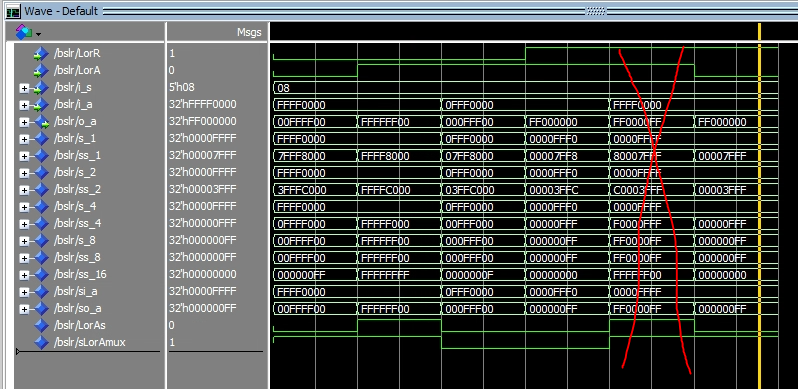 Wave - Default
Msgs
/bslr/LorR 1
/bslr/LorA 0
/bslr/i_s 5'h08 08
/bslr/i_a 32'hFFFF0000 FFFF0000 0FFF0000 FFFF0000
/bslr/o_a 32'hFF000000 00FFFF00 FFFFFF00 000FFF00 FF000000 FF0000FF FF000000
/bslr/s_1 32'h0000FFFF FFFF0000 0FFF0000 0000FFF0 0000FFFF
/bslr/ss_1 32'h00007FFF 7FFF8000 FFFF8000 07FF8000 00007FF8 80007FFF 00007FFF
/bslr/s_2 32'h0000FFFF FFFF0000 0FFF0000 0000FFF0 0000FFFF
/bslr/ss_2 32'h00003FFF 3FFFC000 FFFFC000 03FFC000 00003FFC C0003FFF 00003FFF
/bslr/s_4 32'h0000FFFF FFFF0000 0FFF0000 0000FFF0 0000FFFF
/bslr/ss_4 32'h00000FFF 0FFFF000 FFFFF000 00FFF000 00000FFF F0000FFF 00000FFF
/bslr/s_8 32'h000000FF 00FFFF00 FFFFFF00 000FFF00 000000FF FF0000FF 000000FF
/bslr/ss_8 32'h000000FF 00FFFF00 FFFFFF00 000FFF00 000000FF FF0000FF 000000FF
/bslr/ss_16 32'h00000000 000000FF FFFFFFFF 0000000F 00000000 FFFFFF00 00000000
/bslr/si_a 32'h0000FFFF FFFF0000 0FFF0000 0000FFF0 0000FFFF
/bslr/so_a 32'h000000FF 00FFFF00 FFFFFF00 000FFF00 000000FF FF0000FF 000000FF
/bslr/LorAs 0
/bslr/sLorAmux 1